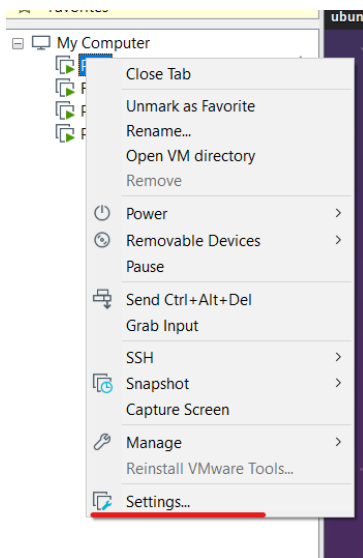 Favorites
ubun
My Computer
Close Tab
Unmark as Favorite
Rename...
Open VM directory
Remove
Power
Removable Devices
Pause
Send Ctrl+Alt+Del
Grab Input
SSH
Snapshot
Capture Screen
Manage
Reinstall VMware Tools...
Settings...